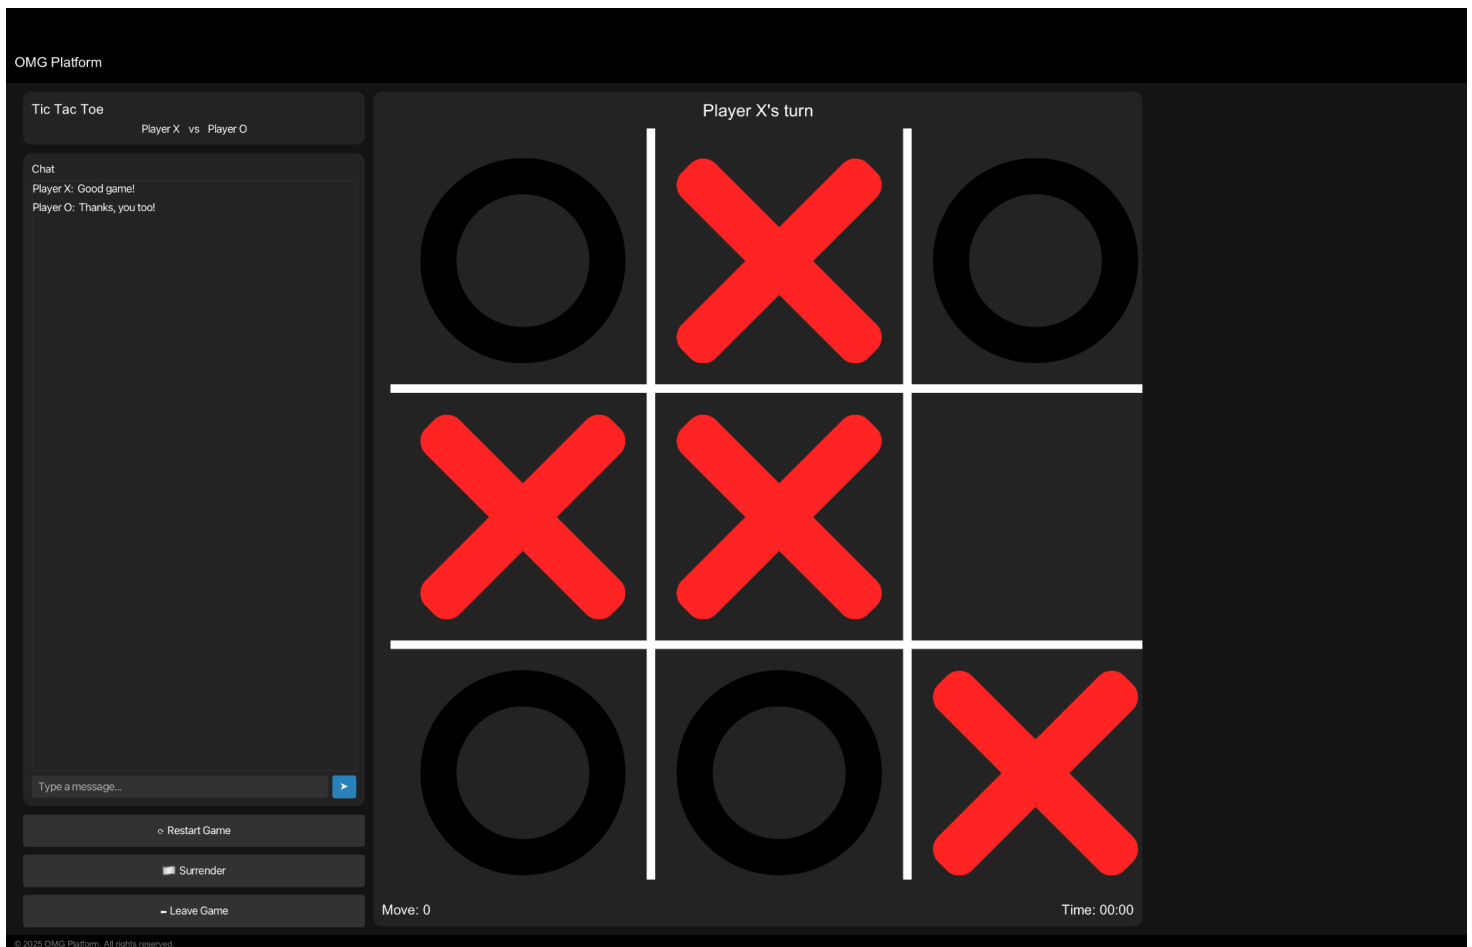 OMG Platform
Tic Tac Toe
Player X vs Player O
Chat
Player X: Good game!
Player O: Thanks, you too!
Type a message...
Restart Game
Surrender
Leave Game
Player X's turn
Move: 0
Time: 00:00
© 2025 OMG Platform. All rights reserved.